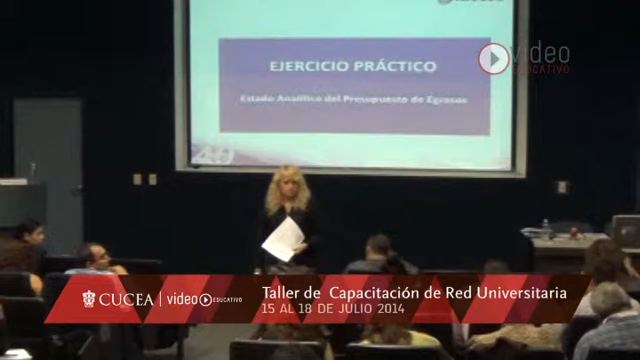 video
EDUCATIVO
EJERCICIO PRÁCTICO
Estado Analítico del Presupuesto de Egresos
CUCEA | video EDUCATIVO
Taller de Capacitación de Red Universitaria
15 AL 18 DE JULIO 2014